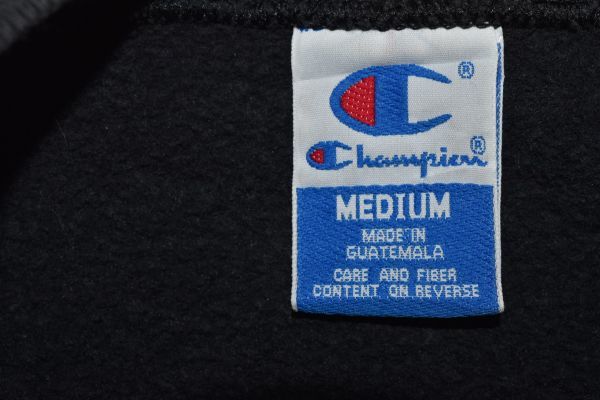 ®
Champion®
MEDIUM
MADE IN
GUATEMALA
CARE AND FIBER
CONTENT ON REVERSE